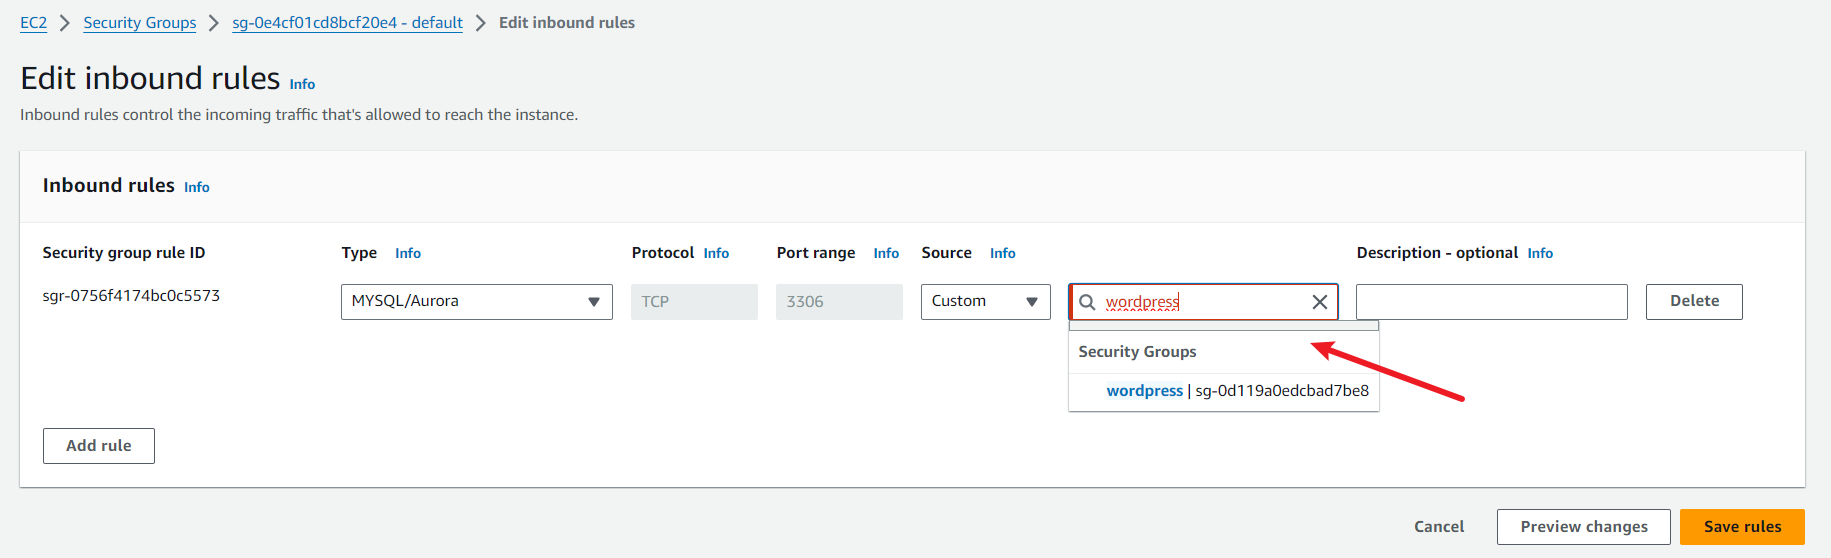 EC2 > Security Groups > sg-0e4cf01cd8bcf20e4 - default > Edit inbound rules
Edit inbound rules Info
Inbound rules control the incoming traffic that's allowed to reach the instance.
Inbound rules Info
Security group rule ID Type Info Protocol Info Port range Info Source Info Description - optional Info
sgr-0756f4174bc0c5573 MYSQL/Aurora TCP 3306 Custom wordpress Delete
Security Groups
wordpress | sg-0d119a0edcbad7be8
Add rule
Cancel Preview changes Save rules